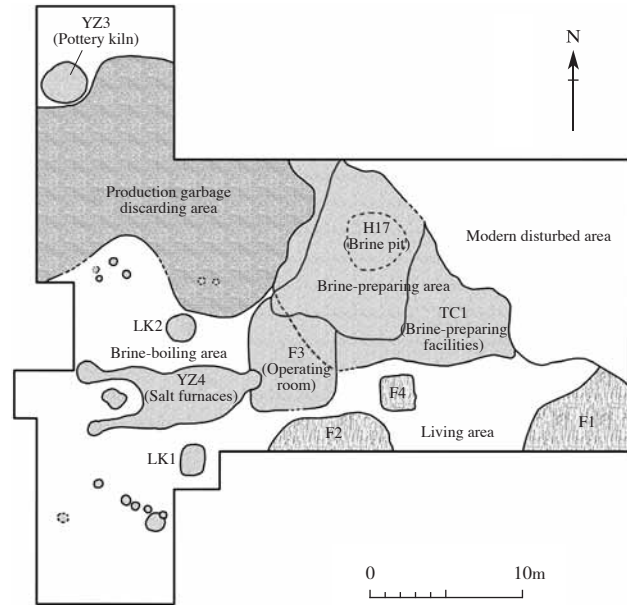 YZ3
(Pottery kiln)
N
Production garbage
discarding area
H17
(Brine pit)
Modern disturbed area
Brine-preparing area
TC1
(Brine-preparing
facilities)
LK2
Brine-boiling area
F3
(Operating
room)
YZ4
(Salt furnaces)
F4
F1
F2
Living area
LK1
0
10m